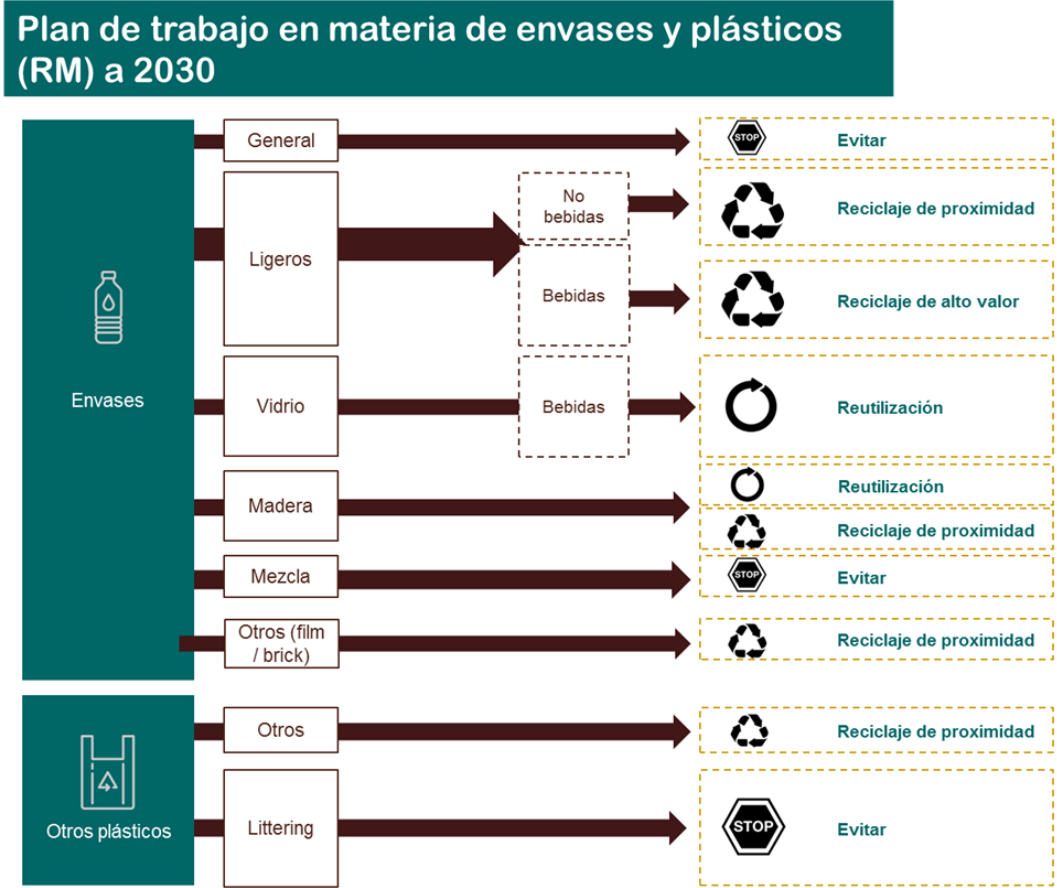 Plan de trabajo en materia de envases y plásticos
(RM) a 2030
Envases
General
STOP
Evitar
Ligeros
No
bebidas
Reciclaje de proximidad
Bebidas
Reciclaje de alto valor
Vidrio
Bebidas
Reutilización
Madera
Reutilización
Reciclaje de proximidad
Mezcla
STOP
Evitar
Otros (film
/ brick)
Reciclaje de proximidad
Otros plásticos
Otros
Reciclaje de proximidad
Littering
STOP
Evitar